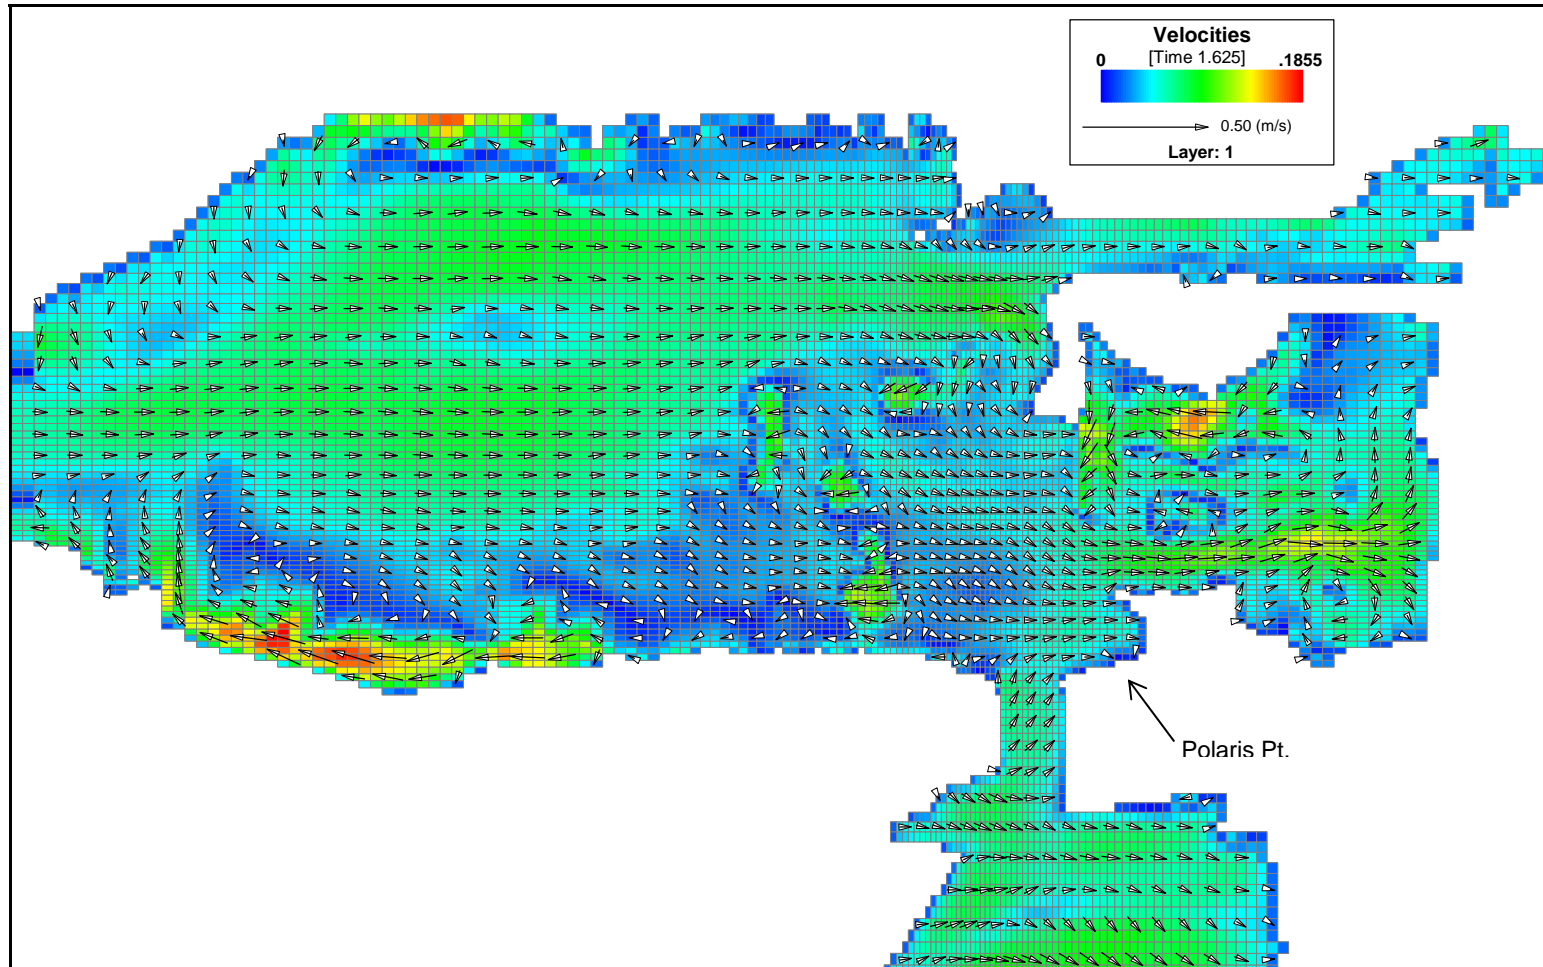 Velocities
[Time 1.625]
0 .1855
0.50 (m/s)
Layer: 1
Polaris Pt.